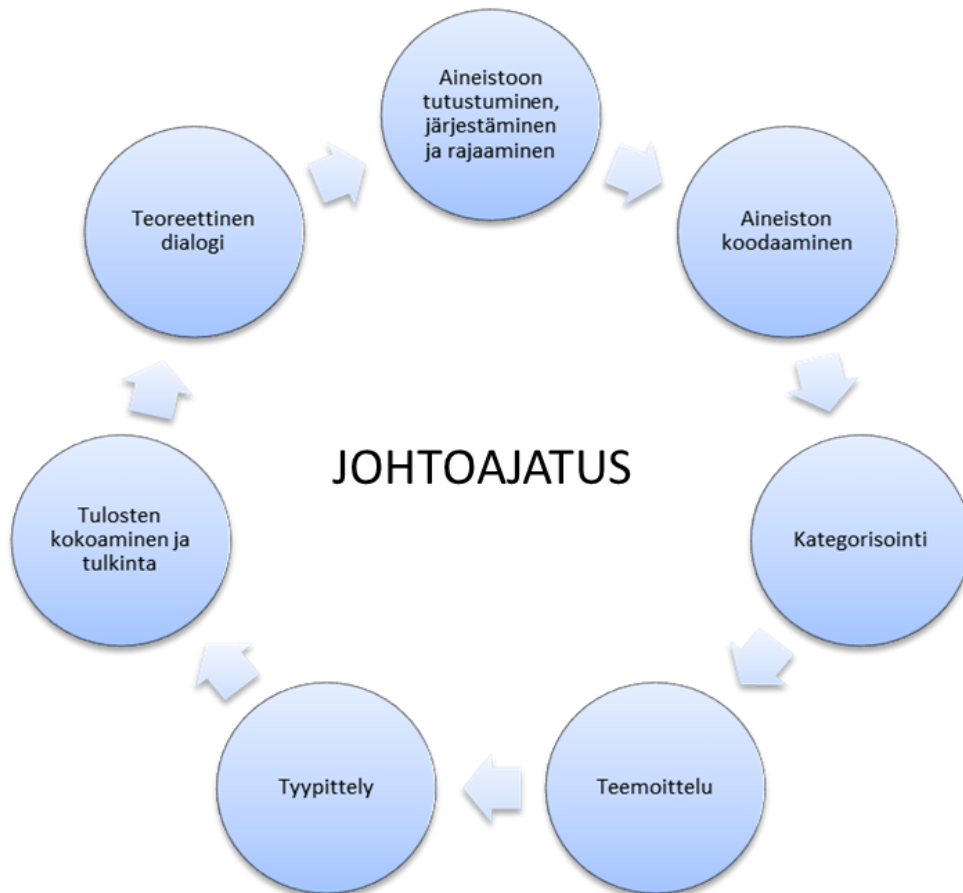 Aineistoon
tutustuminen,
järjestäminen
ja rajaaminen
Aineiston
koodaaminen
Kategorisointi
Teemoittelu
Tyypittely
Tulosten
kokoaminen ja
tulkinta
Teoreettinen
dialogi
JOHTOAJATUS